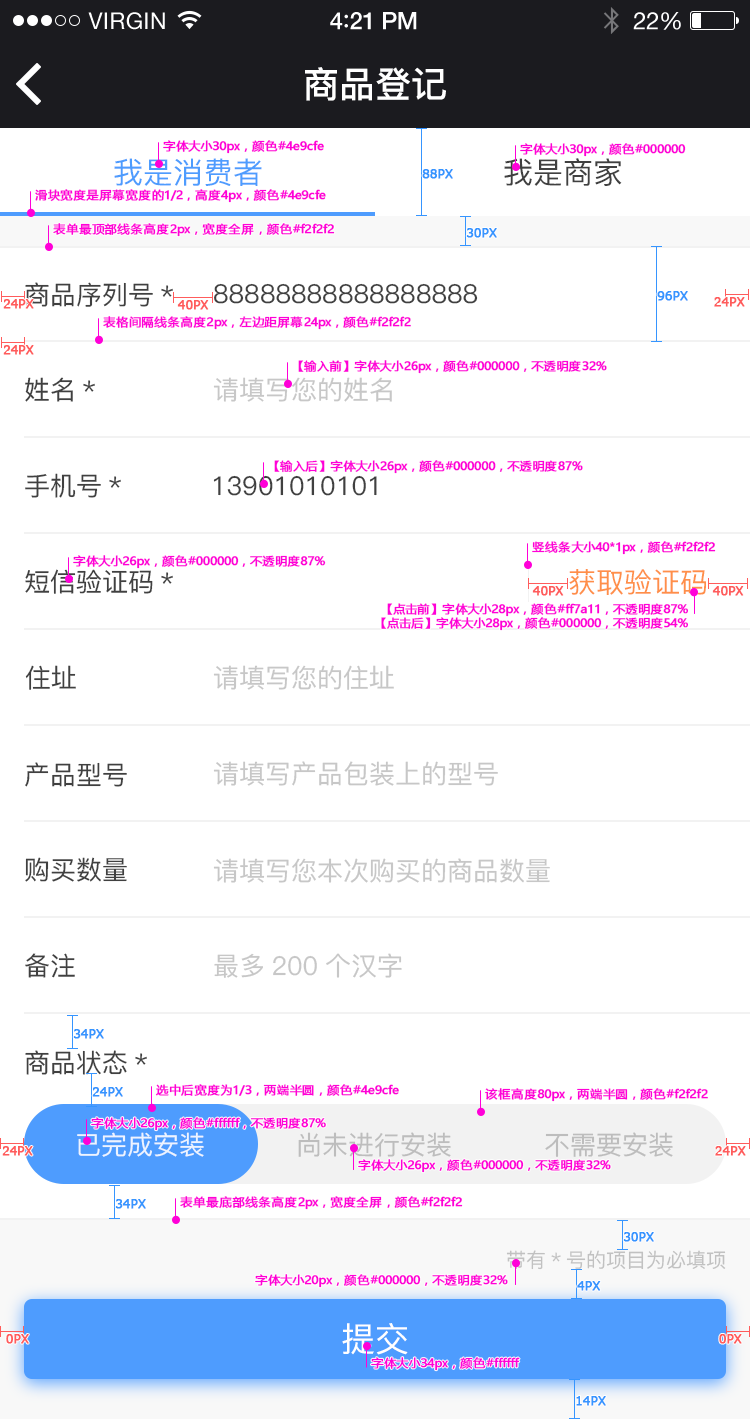 VIRGIN 4:21 PM 22%
商品登记
字体大小30px，颜色#4e9cfe
字体大小30px，颜色#000000
我是消费者
88PX
我是商家
滑块宽度是屏幕宽度的1/2，高度4px，颜色#4e9cfe
表单最顶部线条高度2px，宽度全屏，颜色#f2f2f2
30PX
商品序列号 *
88888888888888888
24PX
40PX
96PX
24PX
表格间隔线条高度2px，左边距屏幕24px，颜色#f2f2f2
24PX
【输入前】字体大小26px，颜色#000000，不透明度32%
姓名 *
请填写您的姓名
【输入后】字体大小26px，颜色#000000，不透明度87%
手机号 *
13901010101
竖线条大小40*1px，颜色#f2f2f2
字体大小26px，颜色#000000，不透明度87%
短信验证码 *
获取验证码
40PX
40PX
【点击前】字体大小28px，颜色#ff7a11，不透明度87%
【点击后】字体大小28px，颜色#000000，不透明度54%
住址
请填写您的住址
产品型号
请填写产品包装上的型号
购买数量
请填写您本次购买的商品数量
备注
最多 200 个汉字
34PX
商品状态 *
24PX
选中后宽度为1/3，两端半圆，颜色#4e9cfe
该框高度80px，两端半圆，颜色#f2f2f2
字体大小26px，颜色#ffffff，不透明度87%
已完成安装
尚未进行安装
不需要安装
24PX
24PX
字体大小26px，颜色#000000，不透明度32%
34PX
表单最底部线条高度2px，宽度全屏，颜色#f2f2f2
30PX
带有 * 号的项目为必填项
字体大小20px，颜色#000000，不透明度32%
4PX
0PX
提交
0PX
字体大小34px，颜色#ffffff
14PX